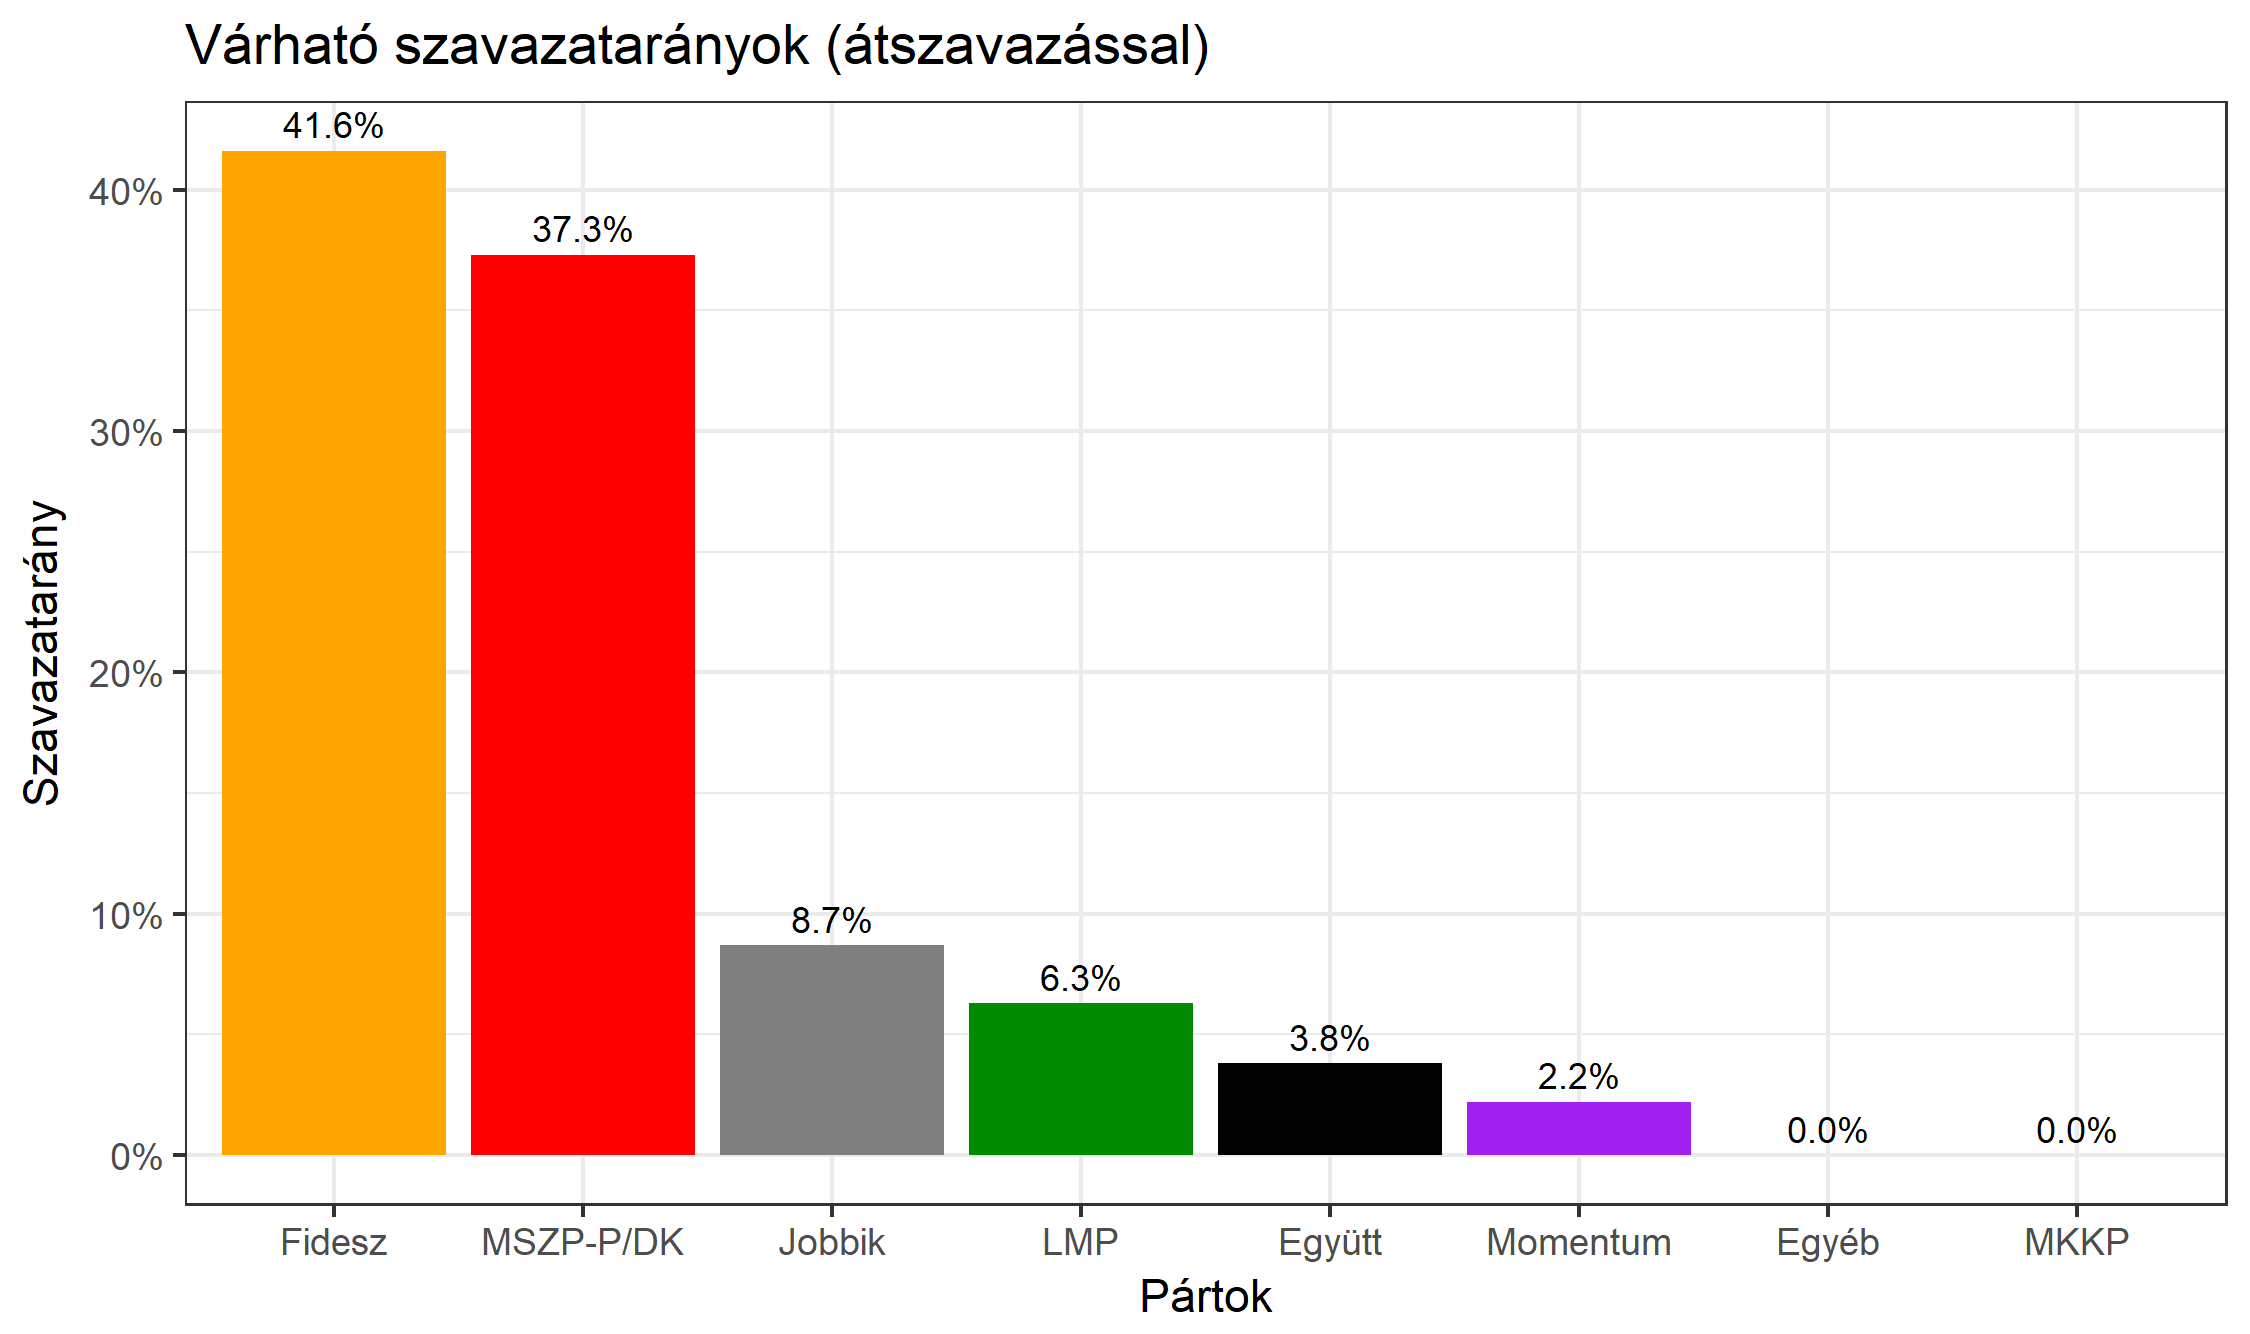 Várható szavazatarányok (átszavazással)
41.6%
37.3%
8.7%
6.3%
3.8%
2.2%
0.0%
0.0%
40%
30%
20%
10%
0%
Szavazatarány
Fidesz
MSZP-P/DK
Jobbik
LMP
Együtt
Momentum
Egyéb
MKKP
Pártok